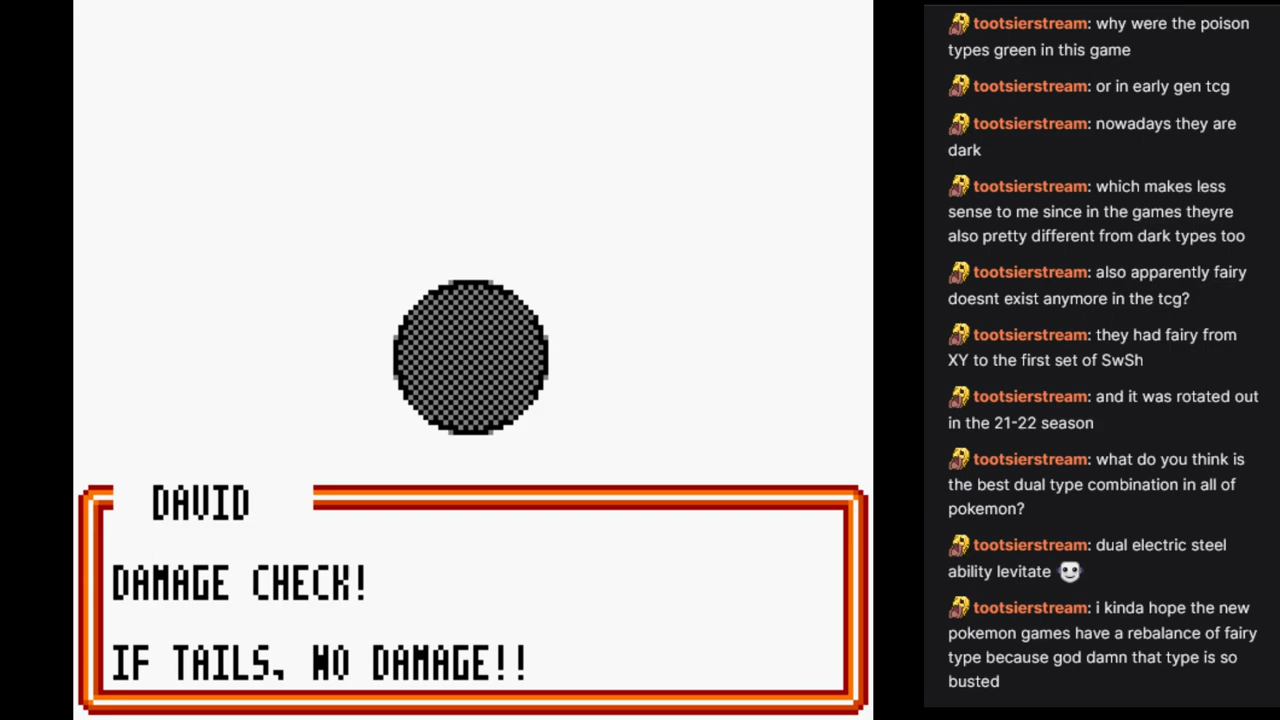 DAVID
DAMAGE CHECK!
IF TAILS, NO DAMAGE!!
tootsierstream: why were the poison
types green in this game
tootsierstream: or in early gen tcg
tootsierstream: nowadays they are
dark
tootsierstream: which makes less
sense to me since in the games theyre
also pretty different from dark types too
tootsierstream: also apparently fairy
doesnt exist anymore in the tcg?
tootsierstream: they had fairy from
XY to the first set of SwSh
tootsierstream: and it was rotated out
in the 21-22 season
tootsierstream: what do you think is
the best dual type combination in all of
pokemon?
tootsierstream: dual electric steel
ability levitate
tootsierstream: i kinda hope the new
pokemon games have a rebalance of fairy
type because god damn that type is so
busted